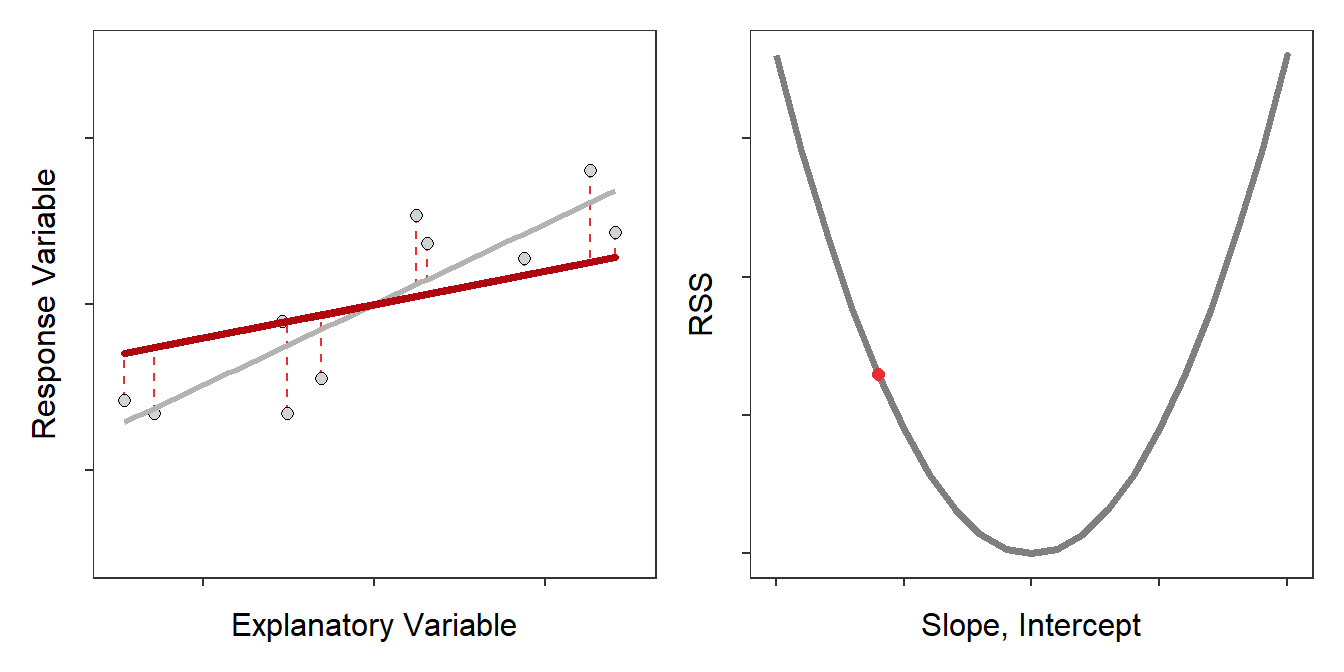 Response Variable
Explanatory Variable
RSS
Slope, Intercept